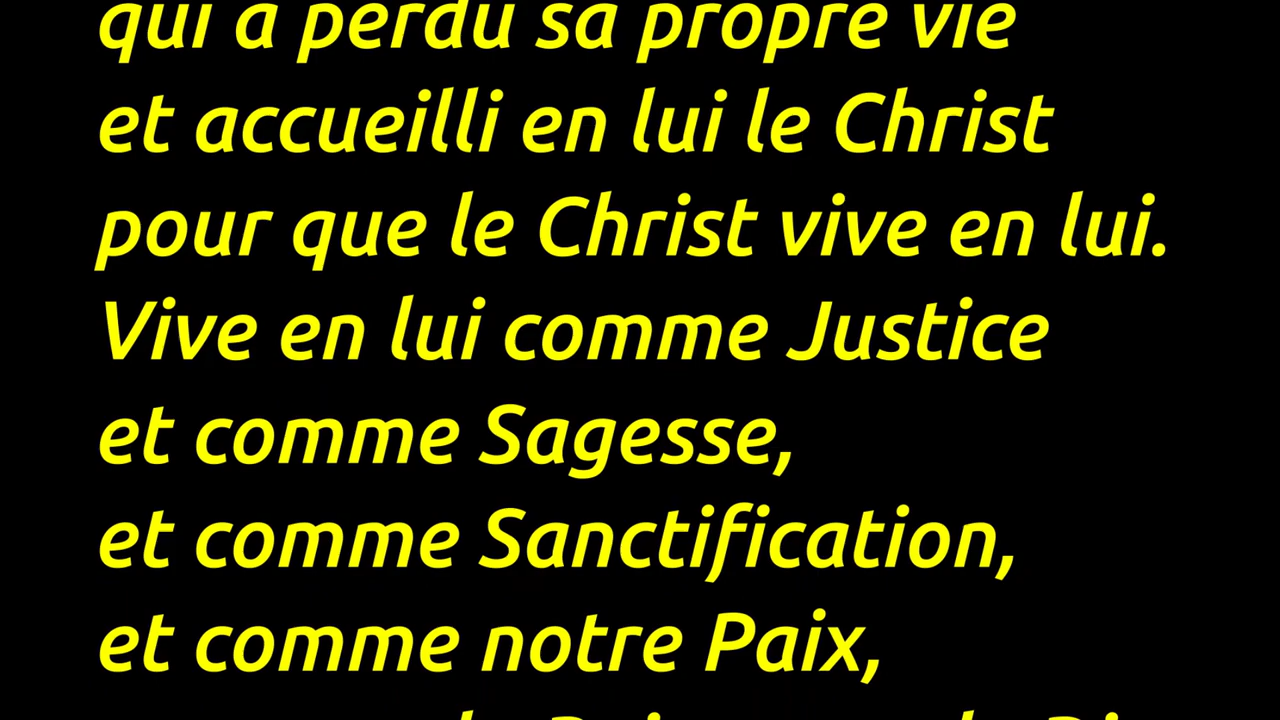 qui a perdu sa propre vie
et accueilli en lui le Christ
pour que le Christ vive en lui.
Vive en lui comme Justice
et comme Sagesse,
et comme Sanctification,
et comme notre Paix,